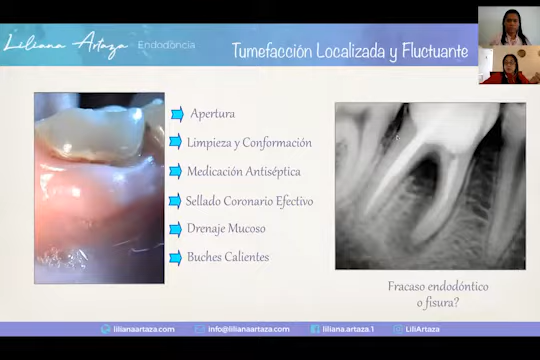 Liliana Artaza Endodoncia
Tumefacción Localizada y Fluctuante
Apertura
Limpieza y Conformación
Medicación Antiséptica
Sellado Coronario Efectivo
Drenaje Mucoso
Buches Calientes
Fracaso endodóntico
o fisura?
lilianaartaza.com
info@lilianaartaza.com
liliana.artaza.1
LiliArtaza